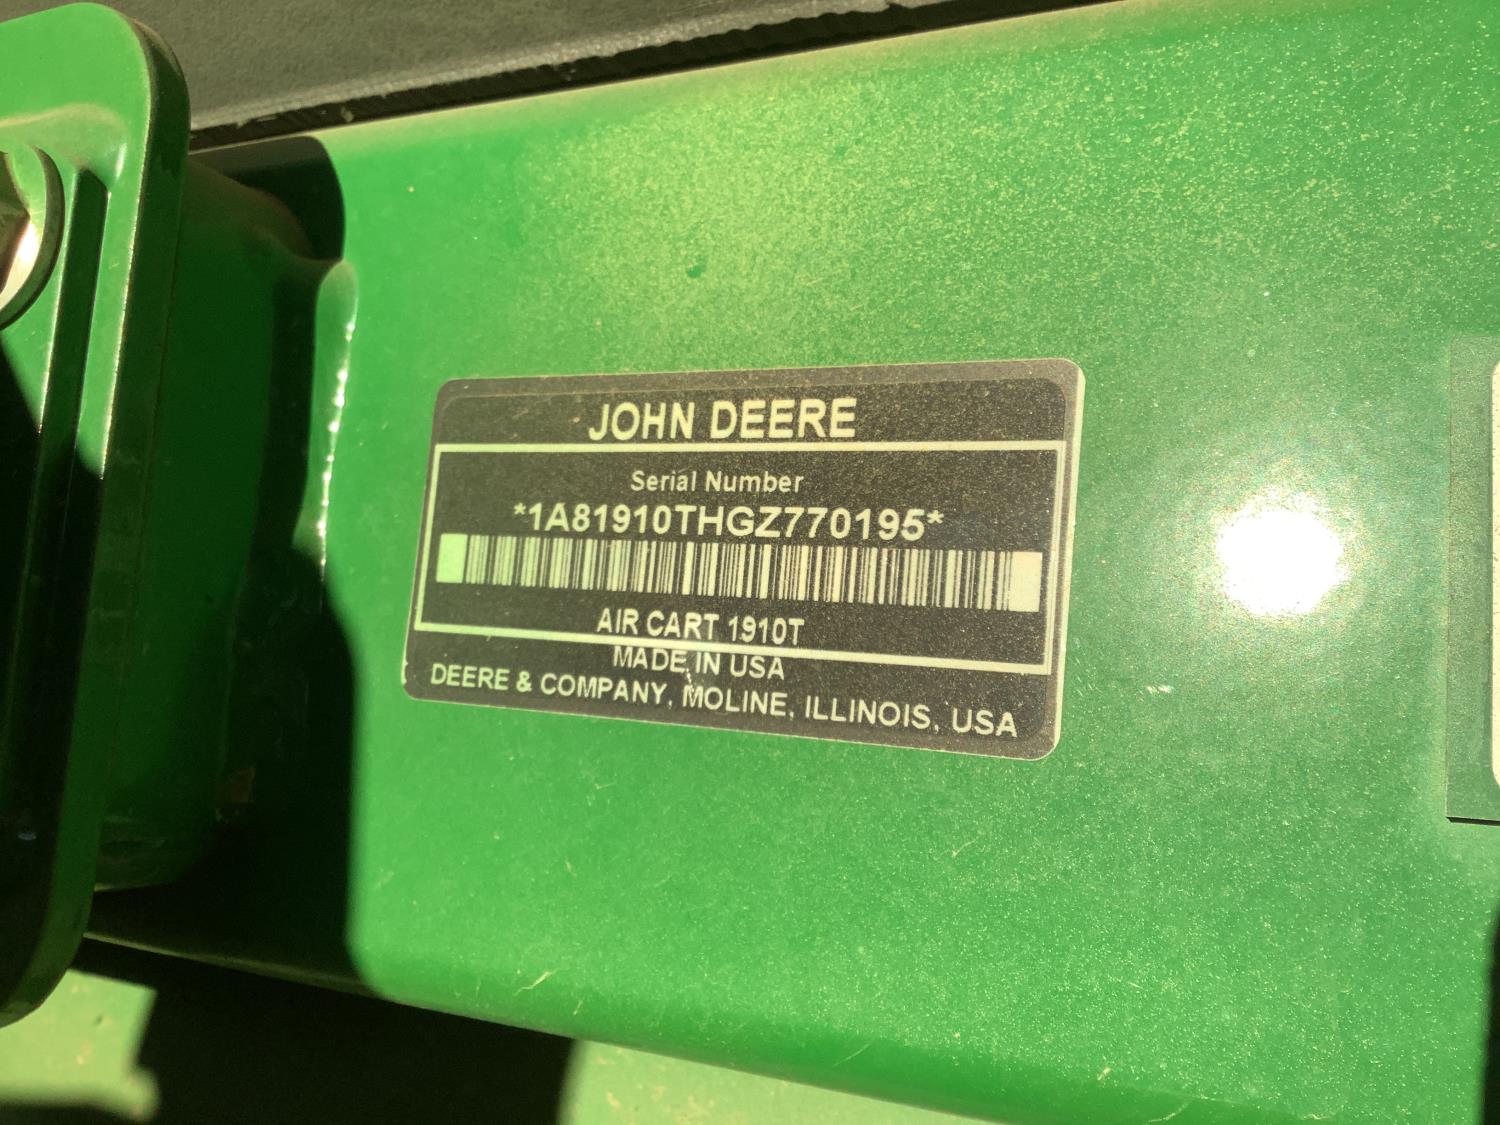 JOHN DEERE
Serial Number
*1A81910THGZ770195*
AIR CART 1910T
MADE IN USA
DEERE & COMPANY, MOLINE, ILLINOIS, USA